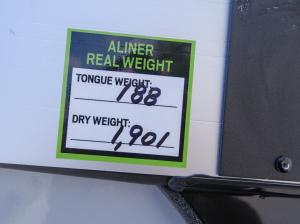 ALINER
REAL WEIGHT
TONGUE WEIGHT:
188
DRY WEIGHT:
1,901